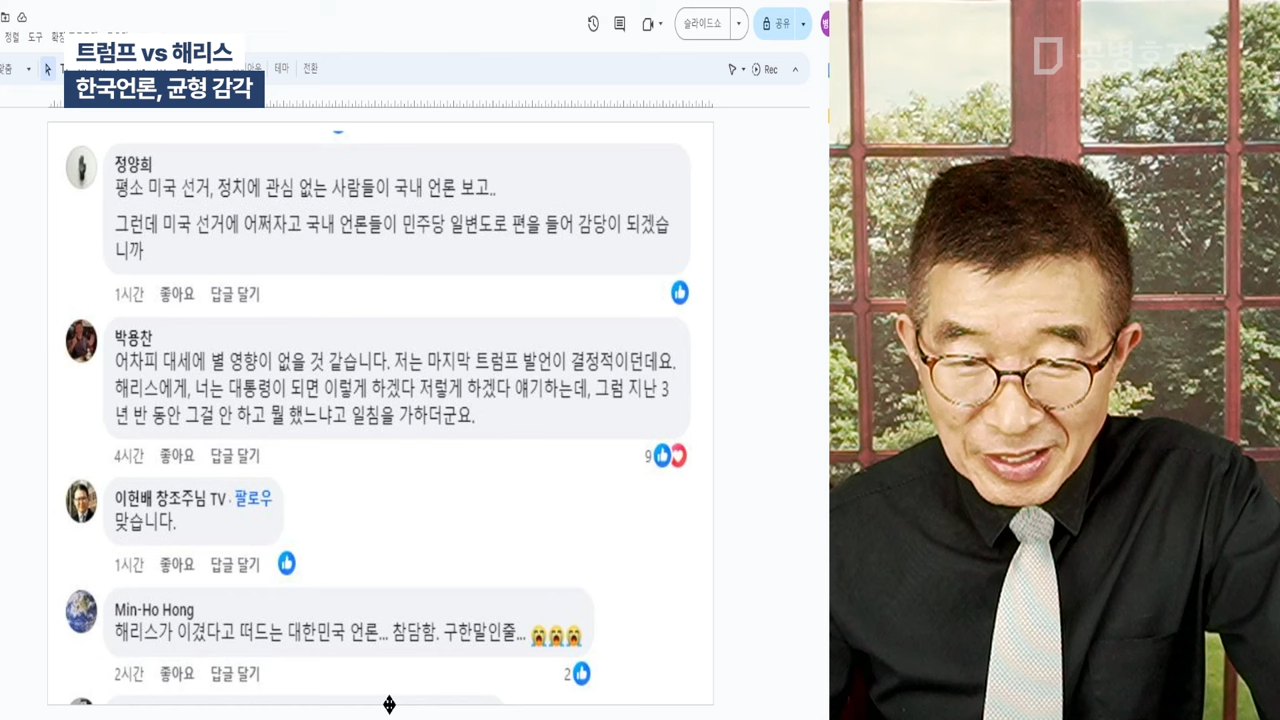 슬라이드쇼
공유
병
정렬 도구
트럼프 vs 해리스
한국언론, 균형 감각
테마 전환
Rec
공병호
정양희
평소 미국 선거, 정치에 관심 없는 사람들이 국내 언론 보고..
그런데 미국 선거에 어쩌자고 국내 언론들이 민주당 일변도로 편을 들어 감당이 되겠습
니까
1시간 좋아요 답글 달기
박용찬
어차피 대세에 별 영향이 없을 것 같습니다. 저는 마지막 트럼프 발언이 결정적이던데요.
해리스에게, 너는 대통령이 되면 이렇게 하겠다 저렇게 하겠다 얘기하는데, 그럼 지난 3
년 반 동안 그걸 안 하고 뭘 했느냐고 일침을 가하더군요.
4시간 좋아요 답글 달기 9
이헌배 창조주님 TV · 팔로우
맞습니다.
1시간 좋아요 답글 달기
Min-Ho Hong
해리스가 이겼다고 떠드는 대한민국 언론... 참담함. 구한말인줄... 😭😭😭
2시간 좋아요 답글 달기 2